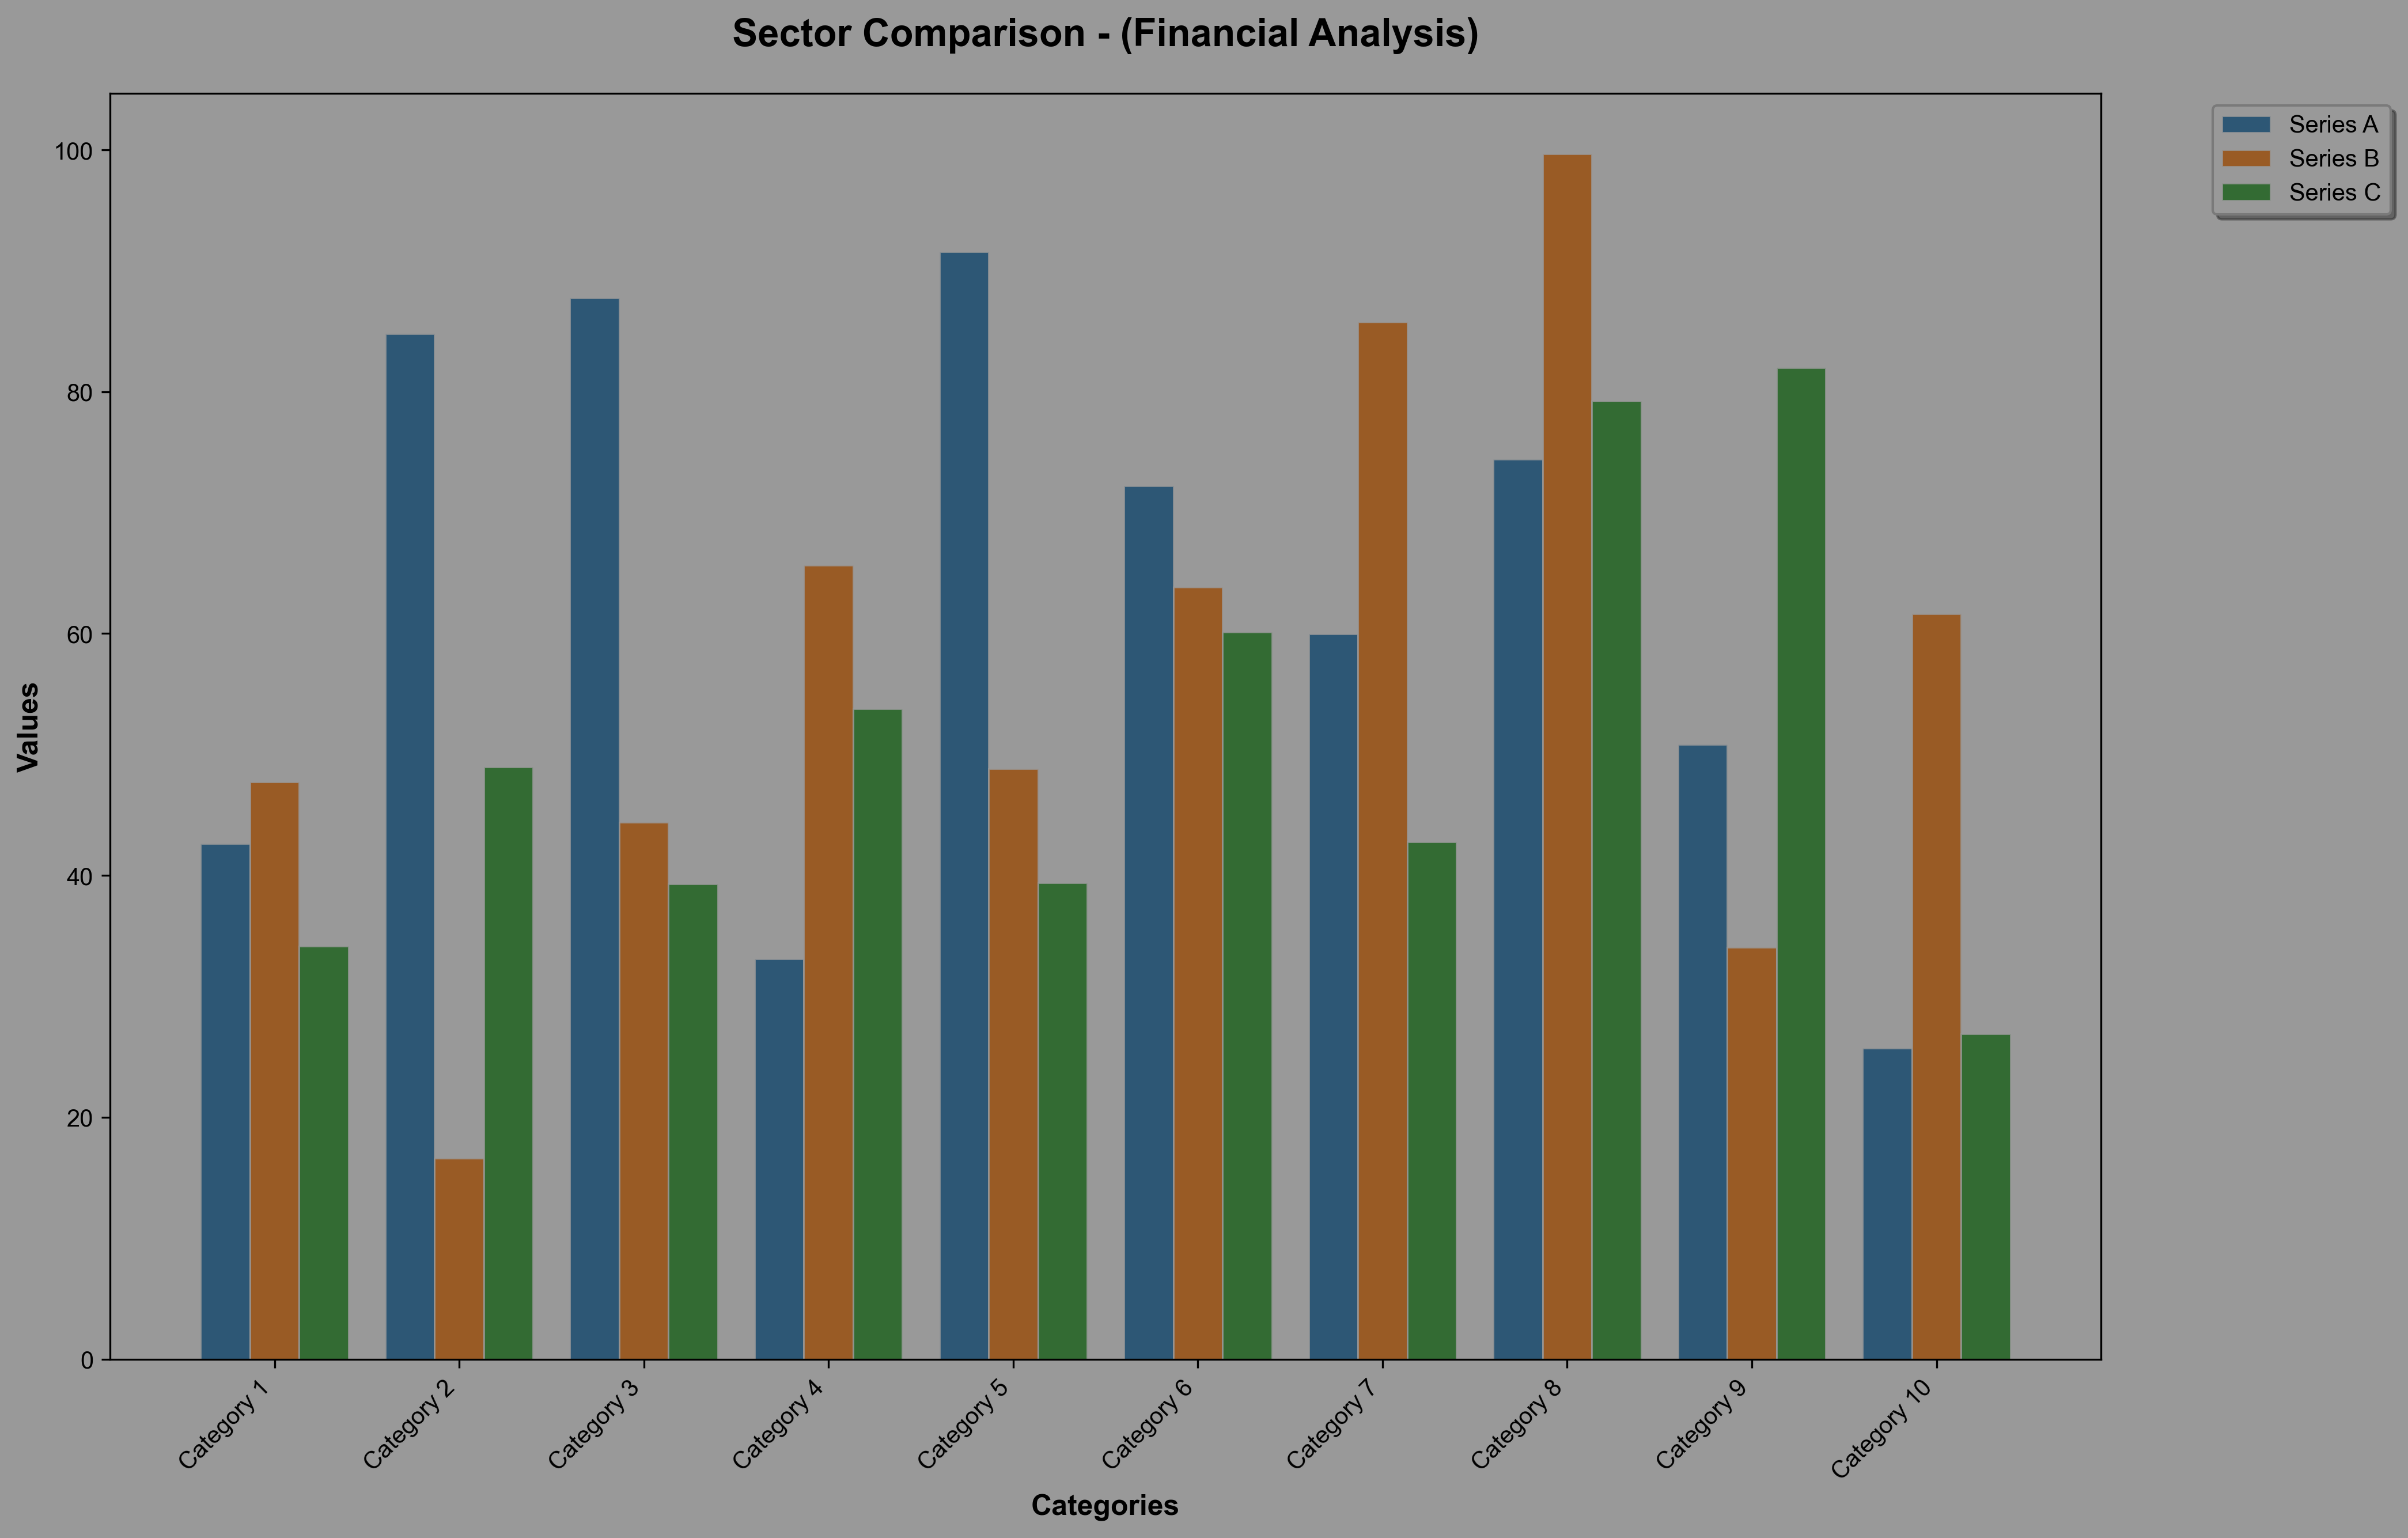 Sector Comparison - (Financial Analysis)
Series A
Series B
Series C
100
80
60
40
20
0
Values
Category 1
Category 2
Category 3
Category 4
Category 5
Category 6
Category 7
Category 8
Category 9
Category 10
Categories